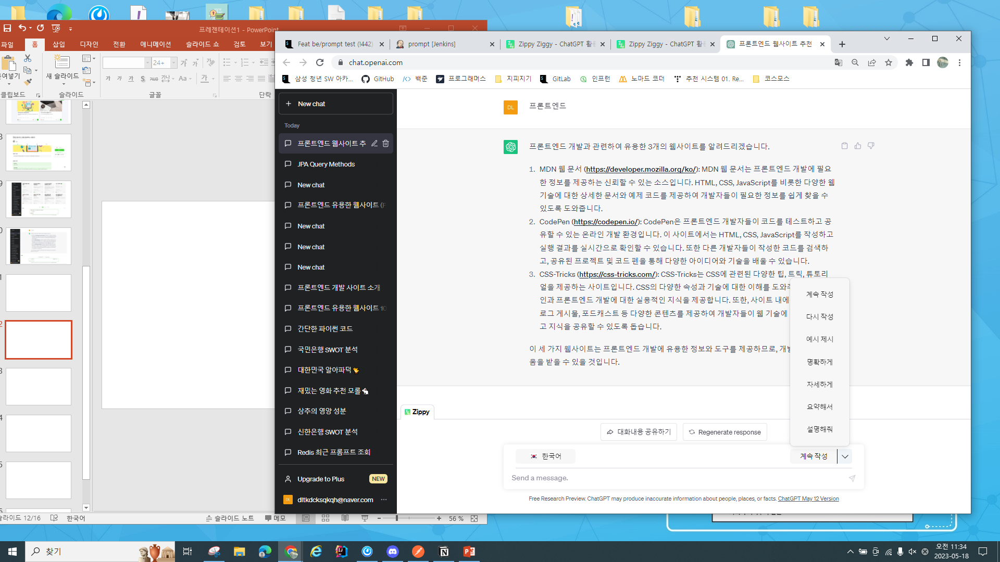 프레젠테이션1 - PowerPoint
파일
홈
삽입
디자인
전환
애니메이션
슬라이드 쇼
검토
보기
24+
새 슬라이드
클립보드
슬라이드
글꼴
단락
Feat be/prompt test (!442)
prompt [Jenkins]
Zippy Ziggy - ChatGPT 활
Zippy Ziggy - ChatGPT 활
프론트엔드 웹사이트 추천
chat.openai.com
삼성 청년 SW 아카...
GitHub
백준
프로그래머스
지피지기
GitLab
인프런
노마드 코더
추천 시스템 01. Re...
코스모스
New chat
Today
프론트엔드 웹사이트 추
JPA Query Methods
New chat
프론트엔드 유용한 웹사이트 (F
New chat
New chat
New chat
프론트엔드 개발 사이트 소개
프론트엔드 유용한 웹사이트 10
간단한 파이썬 코드
국민은행 SWOT 분석
대한민국 알아파덕🐤
재밌는 영화 추천 모롤🐇
상추의 영양 성분
신한은행 SWOT 분석
Redis 최근 프롬프트 조회
Upgrade to Plus NEW
DL dltkdcksqkqh@naver.com ...
DL 프론트엔드
프론트엔드 개발과 관련하여 유용한 3개의 웹사이트를 알려드리겠습니다.
1. MDN 웹 문서 (https://developer.mozilla.org/ko/): MDN 웹 문서는 프론트엔드 개발에 필요
한 정보를 제공하는 신뢰할 수 있는 소스입니다. HTML, CSS, JavaScript를 비롯한 다양한 웹
기술에 대한 상세한 문서와 예제 코드를 제공하여 개발자들이 필요한 정보를 쉽게 찾을 수
있도록 도와줍니다.
2. CodePen (https://codepen.io/): CodePen은 프론트엔드 개발자들이 코드를 테스트하고 공
유할 수 있는 온라인 개발 환경입니다. 이 사이트에서는 HTML, CSS, JavaScript를 작성하고
실행 결과를 실시간으로 확인할 수 있습니다. 또한 다른 개발자들이 작성한 코드를 검색하
고, 공유된 프로젝트 및 코드 펜을 통해 다양한 아이디어와 기술을 배울 수 있습니다.
3. CSS-Tricks (https://css-tricks.com/): CSS-Tricks는 CSS에 관련된 다양한 팁, 트릭, 튜토리
얼을 제공하는 사이트입니다. CSS의 다양한 속성과 기술에 대한 이해를 도와주
인과 프론트엔드 개발에 대한 실용적인 지식을 제공합니다. 또한, 사이트 내에
로그 게시물, 포드캐스트 등 다양한 콘텐츠를 제공하여 개발자들이 웹 기술에
고 지식을 공유할 수 있도록 돕습니다.
이 세 가지 웹사이트는 프론트엔드 개발에 유용한 정보와 도구를 제공하므로, 개발
움을 받을 수 있을 것입니다.
계속 작성
다시 작성
예시 제시
명확하게
자세하게
요약해서
설명해줘
Zippy
대화내용 공유하기
Regenerate response
한국어
계속 작성
Send a message.
Free Research Preview. ChatGPT may produce inaccurate information about people, places, or facts. ChatGPT May 12 Version
슬라이드 12/16
한국어
슬라이드 노트
메모
56 %
찾기
오전 11:34
2023-05-18